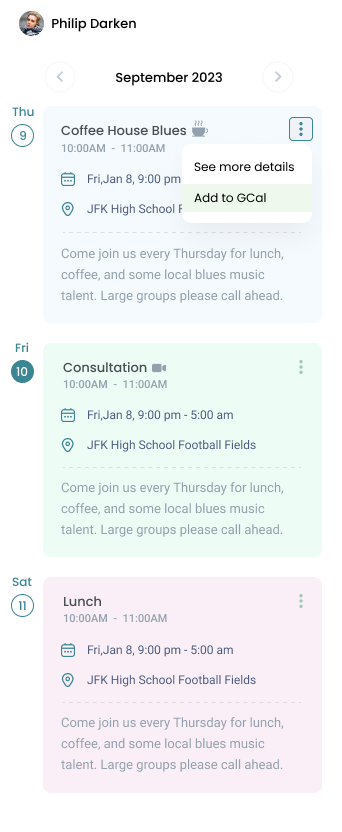 Philip Darken
September 2023
Thu
9
Coffee House Blues
10:00AM - 11:00AM
See more details
Fri,Jan 8, 9:00 pm
Add to GCal
JFK High School
Come join us every Thursday for lunch,
coffee, and some local blues music
talent. Large groups please call ahead.
Fri
10
Consultation
10:00AM - 11:00AM
Fri,Jan 8, 9:00 pm - 5:00 am
JFK High School Football Fields
Come join us every Thursday for lunch,
coffee, and some local blues music
talent. Large groups please call ahead.
Sat
11
Lunch
10:00AM - 11:00AM
Fri,Jan 8, 9:00 pm - 5:00 am
JFK High School Football Fields
Come join us every Thursday for lunch,
coffee, and some local blues music
talent. Large groups please call ahead.